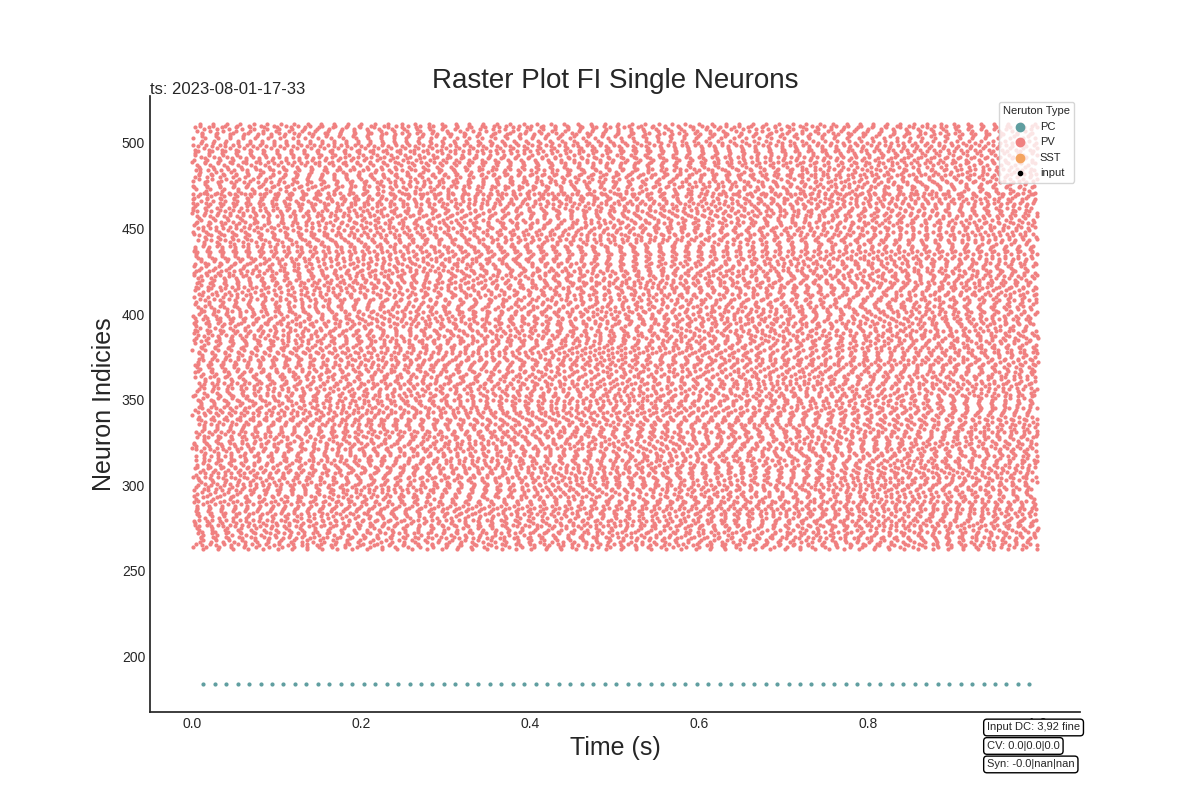 Raster Plot FI Single Neurons
ts: 2023-08-01-17-33
Neruton Type
PC
PV
SST
input
Neuron Indicies
500
450
400
350
300
250
200
0.0 0.2 0.4 0.6 0.8
Time (s)
Input DC: 3,92 fine
CV: 0.0|0.0|0.0
Syn: -0.0|nan|nan